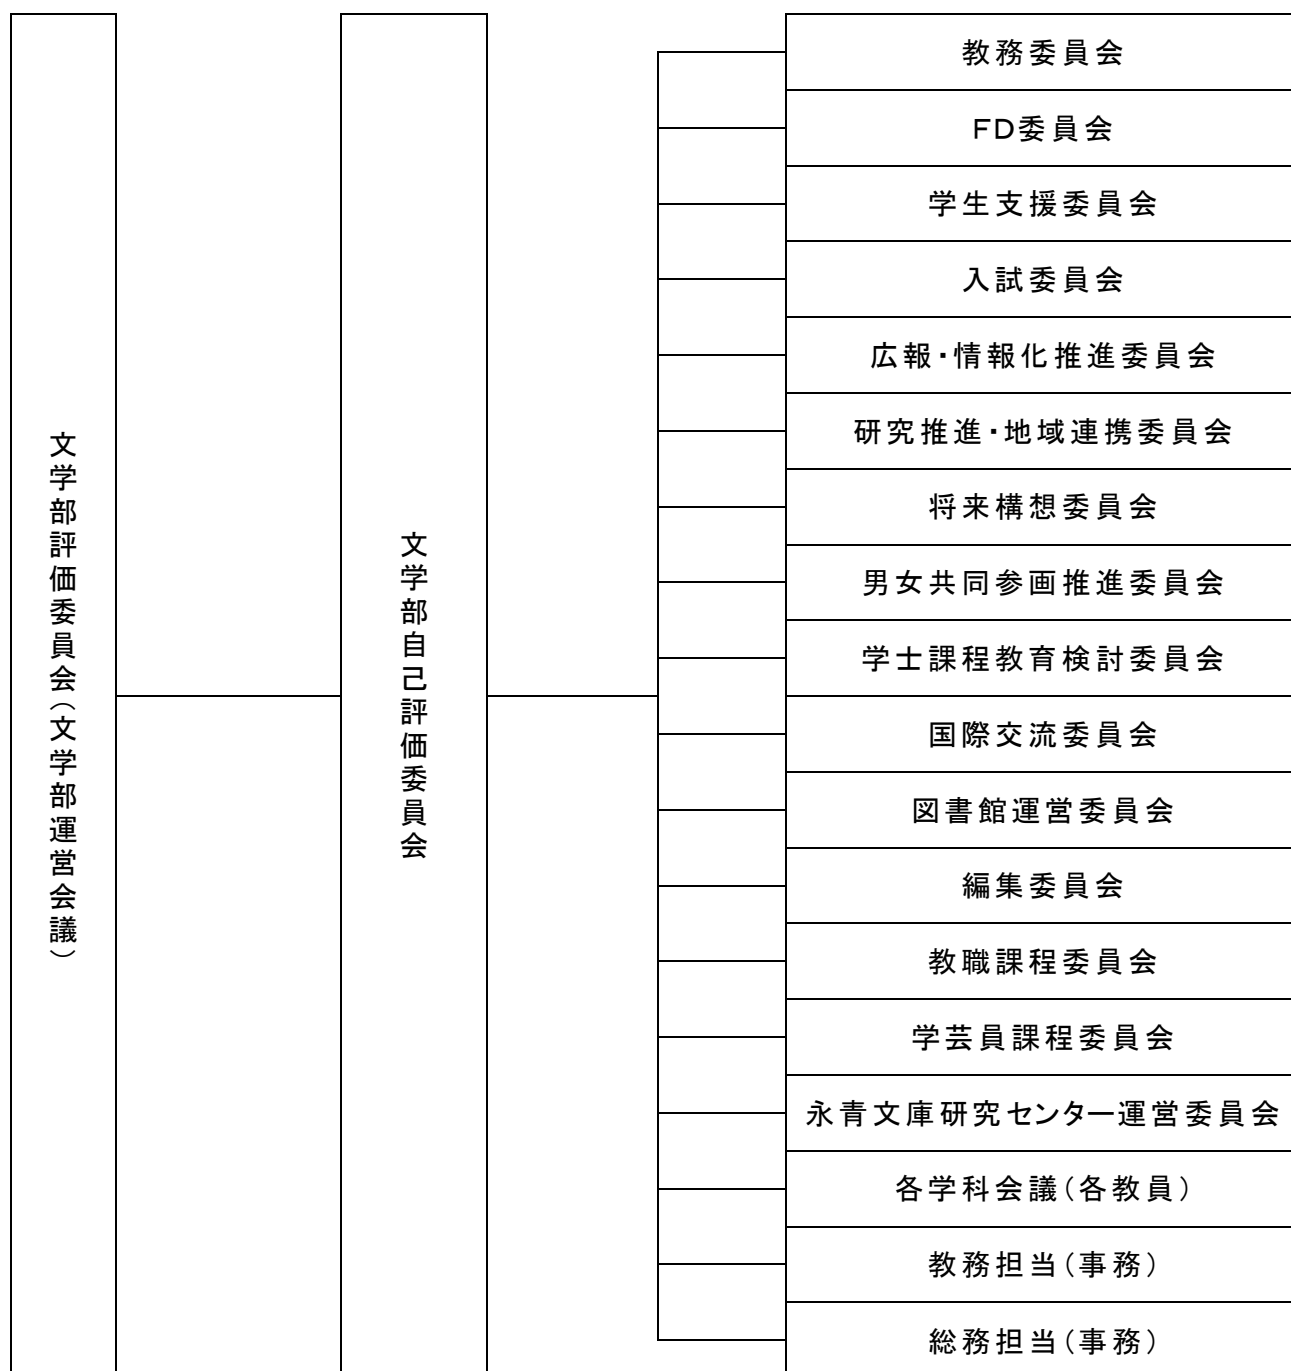 文学部評価委員会（文学部運営会議）
文学部自己評価委員会
教務委員会
FD委員会
学生支援委員会
入試委員会
広報・情報化推進委員会
研究推進・地域連携委員会
将来構想委員会
男女共同参画推進委員会
学士課程教育検討委員会
国際交流委員会
図書館運営委員会
編集委員会
教職課程委員会
学芸員課程委員会
永青文庫研究センター運営委員会
各学科会議（各教員）
教務担当（事務）
総務担当（事務）